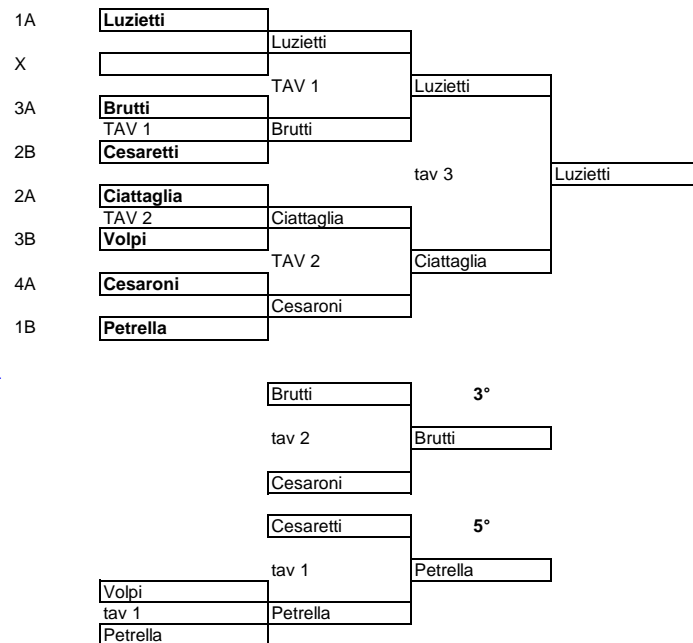 1A Luzietti
Luzietti
X
TAV 1 Luzietti
3A Brutti
TAV 1 Brutti
2B Cesaretti
tav 3 Luzietti
2A Ciattaglia
TAV 2 Ciattaglia
3B Volpi
TAV 2 Ciattaglia
4A Cesaroni
Cesaroni
1B Petrella
Brutti 3°
tav 2 Brutti
Cesaroni
Cesaretti 5°
tav 1 Petrella
Volpi
tav 1 Petrella
Petrella